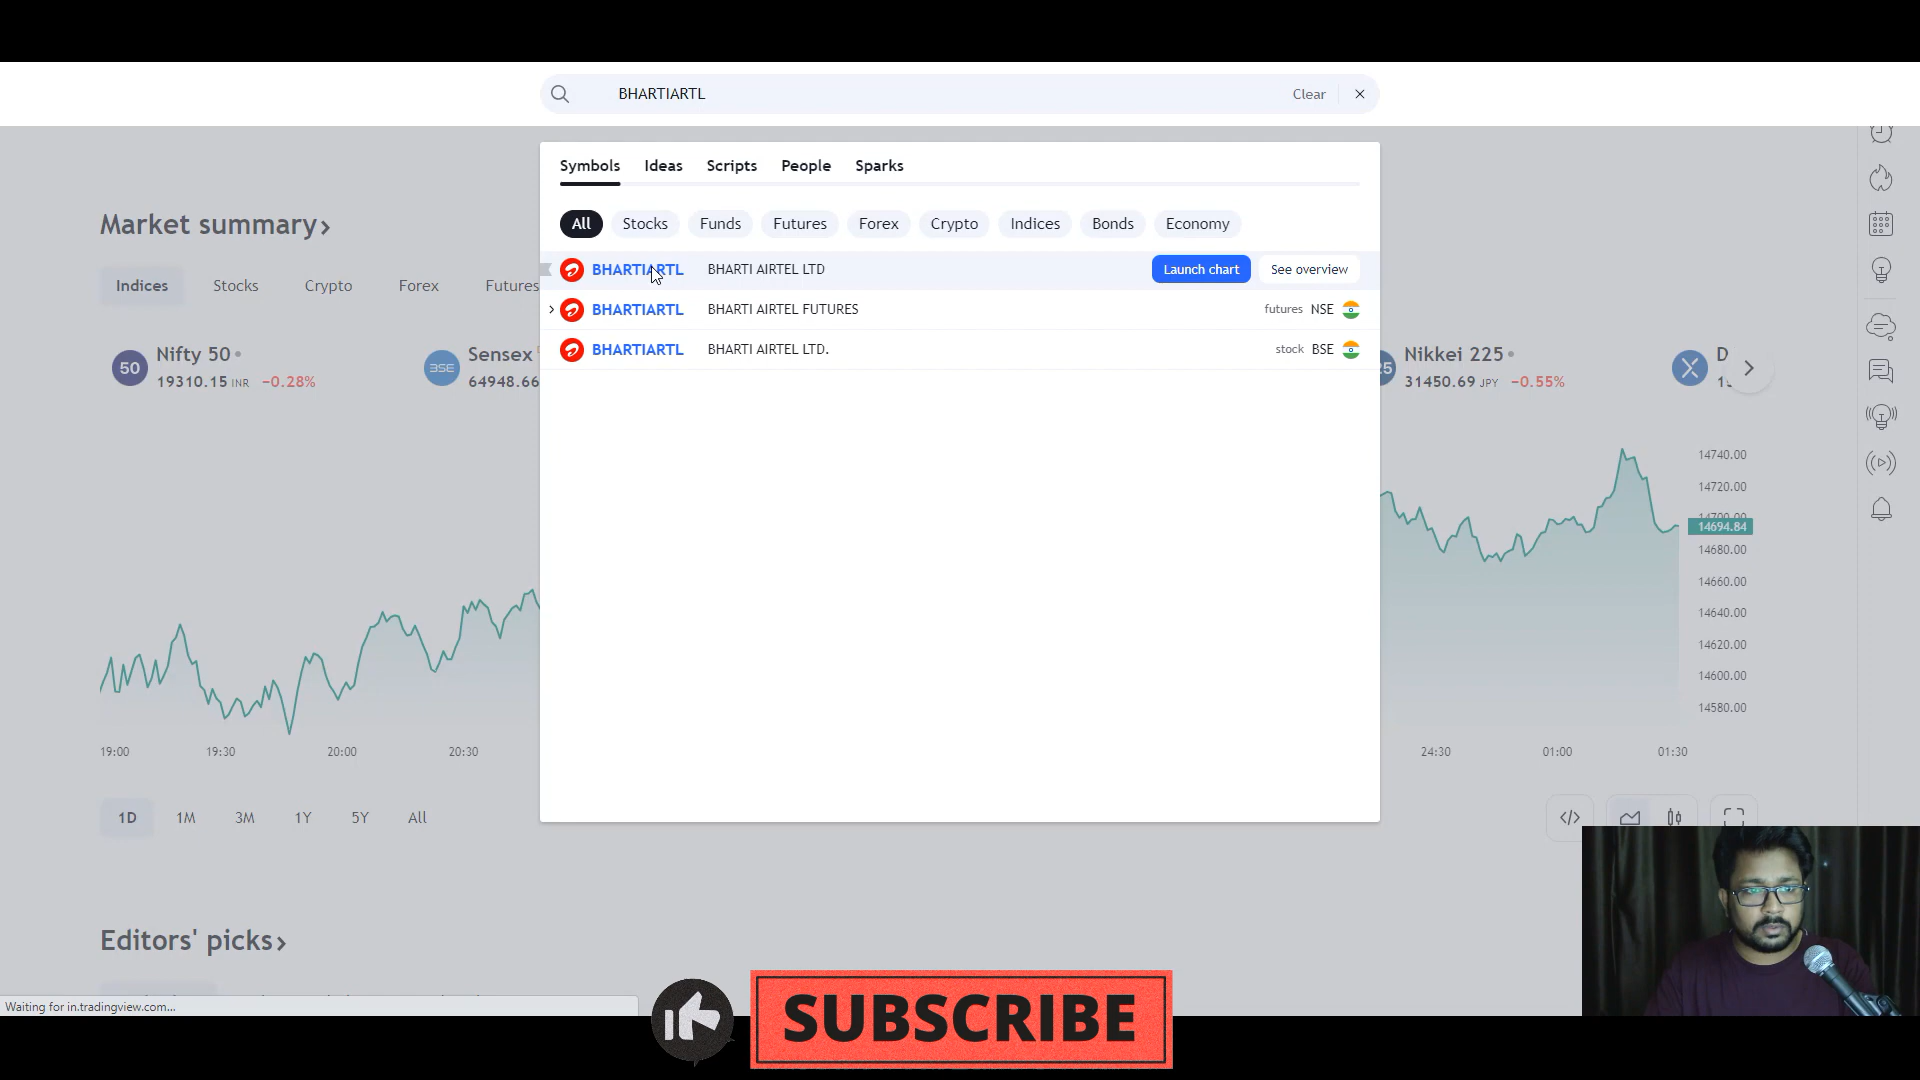 BHARTIARTL
Clear
Symbols Ideas Scripts People Sparks
All Stocks Funds Futures Forex Crypto Indices Bonds Economy
BHARTIARTL BHARTI AIRTEL LTD Launch chart See overview
BHARTIARTL BHARTI AIRTEL FUTURES futures NSE
BHARTIARTL BHARTI AIRTEL LTD. stock BSE
Market summary
Indices Stocks Crypto Forex Futures
50 Nifty 50
19310.15 INR −0.28%
BSE Sensex
64948.66
Nikkei 225
31450.69 JPY −0.55%
D
14740.00
14720.00
14700.00
14694.84
14680.00
14660.00
14640.00
14620.00
14600.00
14580.00
19:00 19:30 20:00 20:30 24:30 01:00 01:30
1D 1M 3M 1Y 5Y All
Editors' picks
Waiting for in.tradingview.com...
SUBSCRIBE